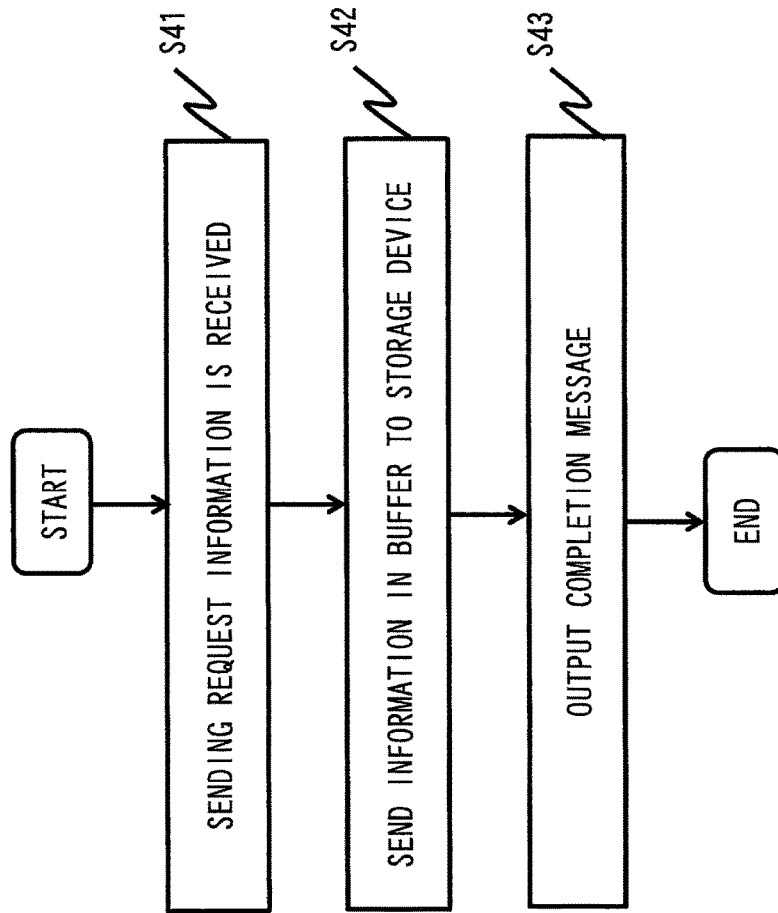 START
SENDING REQUEST INFORMATION IS RECEIVED
S41
SEND INFORMATION IN BUFFER TO STORAGE DEVICE
S42
OUTPUT COMPLETION MESSAGE
S43
END